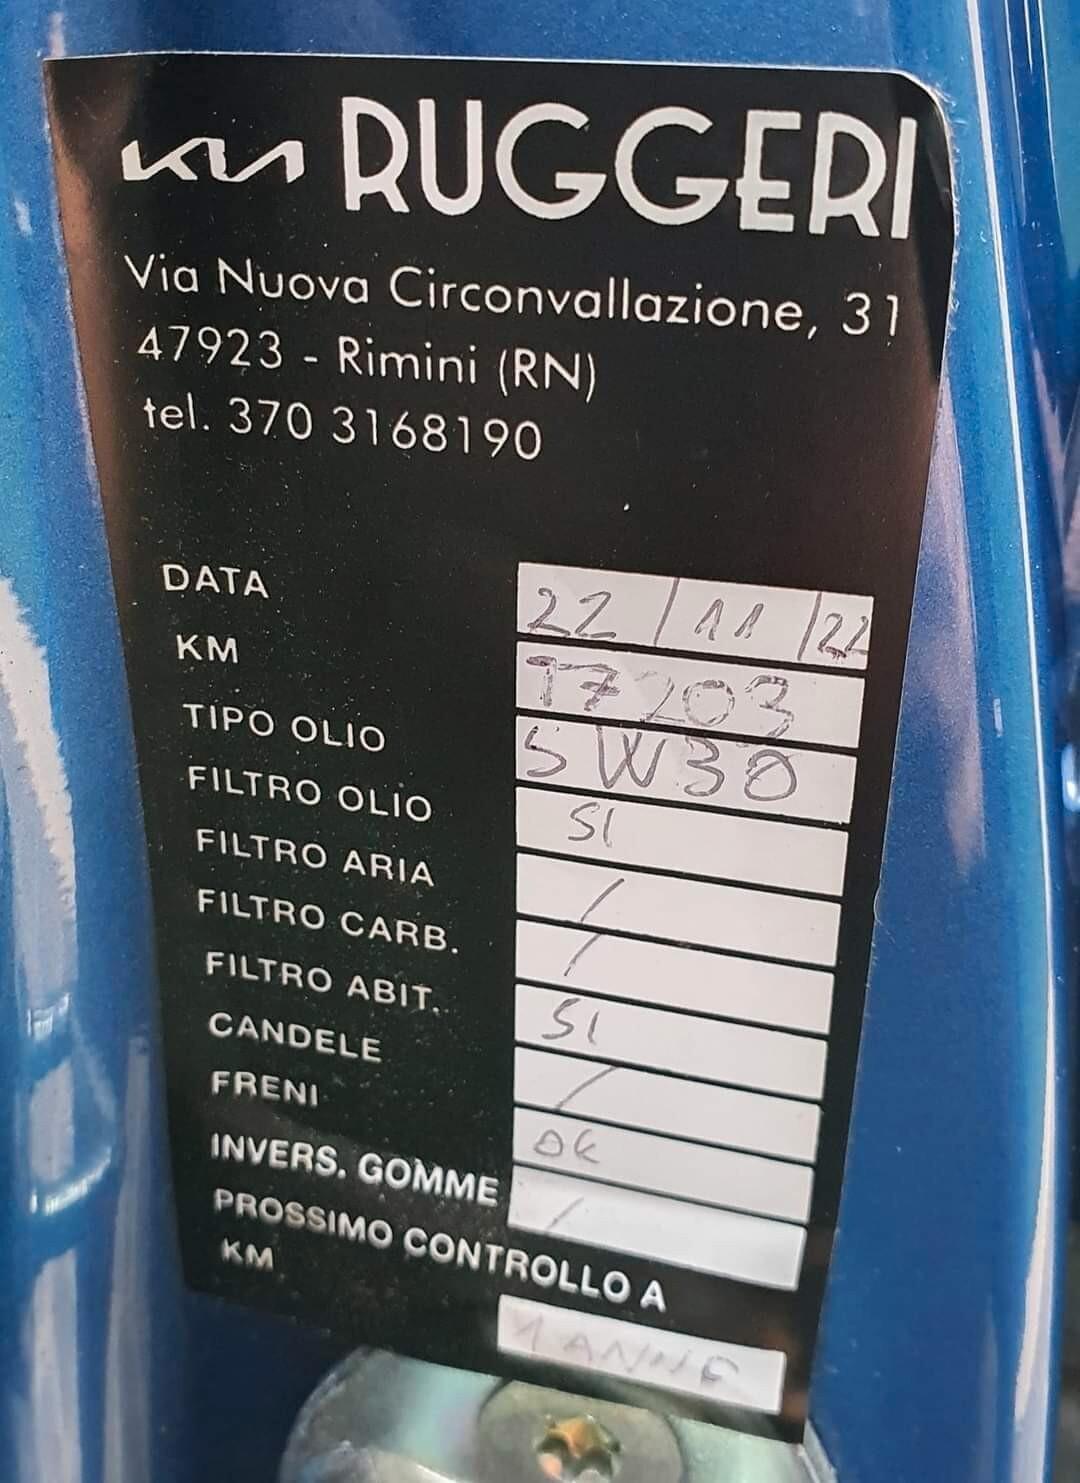 KIA RUGGERI
Via Nuova Circonvallazione, 31
47923 - Rimini (RN)
tel. 370 3168190
DATA 22/11/22
KM 17203
TIPO OLIO 5W30
FILTRO OLIO SI
FILTRO ARIA /
FILTRO CARB. /
FILTRO ABIT. SI
CANDELE /
FRENI OK
INVERS. GOMME /
PROSSIMO CONTROLLO A
KM 1 ANNO